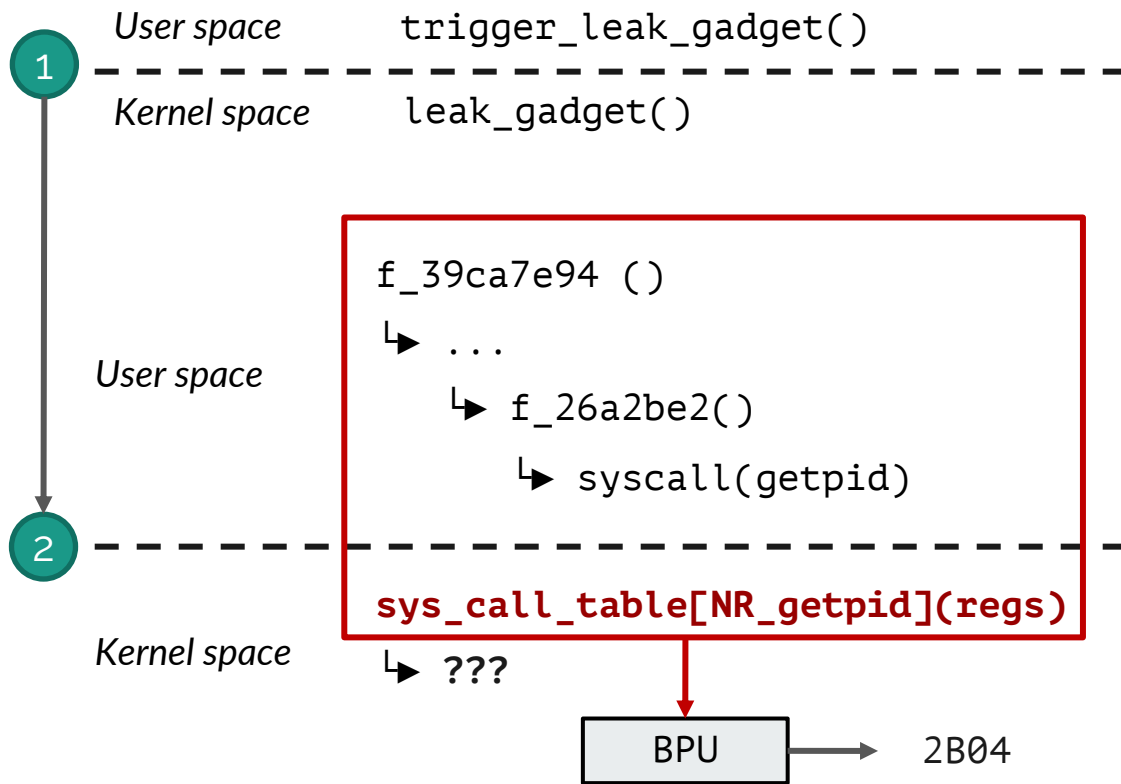 User space trigger_leak_gadget()
1
Kernel space leak_gadget()
f_39ca7e94 ()
...
User space
f_26a2be2()
syscall(getpid)
2
sys_call_table[NR_getpid](regs)
Kernel space
???
BPU 2B04